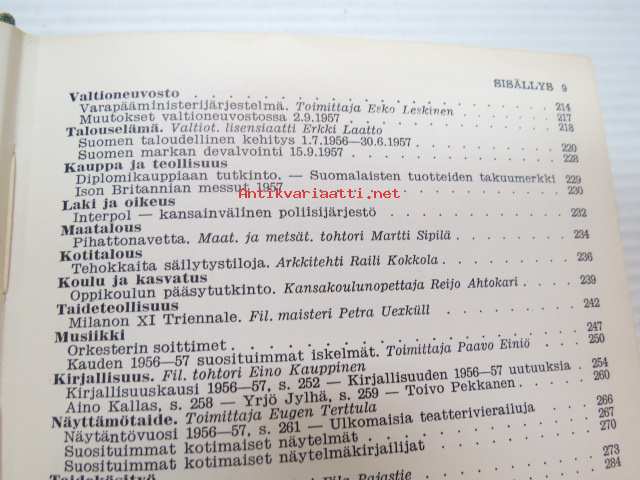 SISÄLLYS 9
Valtioneuvosto
Varapääministerijärjestelmä. Toimittaja Esko Leskinen 214
Muutokset valtioneuvostossa 2.9.1957 217
Talouselämä. Valtiot. lisensiaatti Erkki Laatto 218
Suomen taloudellinen kehitys 1.7.1956—30.6.1957 220
Suomen markan devalvointi 15.9.1957 228
Kauppa ja teollisuus
Diplomikauppiaan tutkinto. — Suomalaisten tuotteiden takuumerkki 229
Ison Britannian messut 1957 230
Antikvariaatti.net
Laki ja oikeus
Interpol — kansainvälinen poliisijärjestö 232
Maatalous
Pihattonavetta. Maat. ja metsät. tohtori Martti Sipilä 234
Kotitalous
Tehokkaita säilytystiloja. Arkkitehti Raili Kokkola 236
Koulu ja kasvatus
Oppikoulun pääsytutkinto. Kansakoulunopettaja Reijo Ahtokari 239
Taideteollisuus
Milanon XI Triennale. Fil. maisteri Petra Uexküll 242
Musiikki
Orkesterin soittimet 247
Kauden 1956—57 suosituimmat iskelmät. Toimittaja Paavo Einiö 250
Kirjallisuus. Fil. tohtori Eino Kauppinen
Kirjallisuuskausi 1956—57, s. 252 — Kirjallisuuden 1956—57 uutuuksia 254
Aino Kallas, s. 258 — Yrjö Jylhä, s. 259 — Toivo Pekkanen 260
Näyttämötaide. Toimittaja Eugen Terttula
Näytäntövuosi 1956—57, s. 261 — Ulkomaisia teatterivierailuja 266
Suosituimmat kotimaiset näytelmät 267
Suosituimmat kotimaiset näytelmäkirjailijat 270
273
Taidekäsityö
284